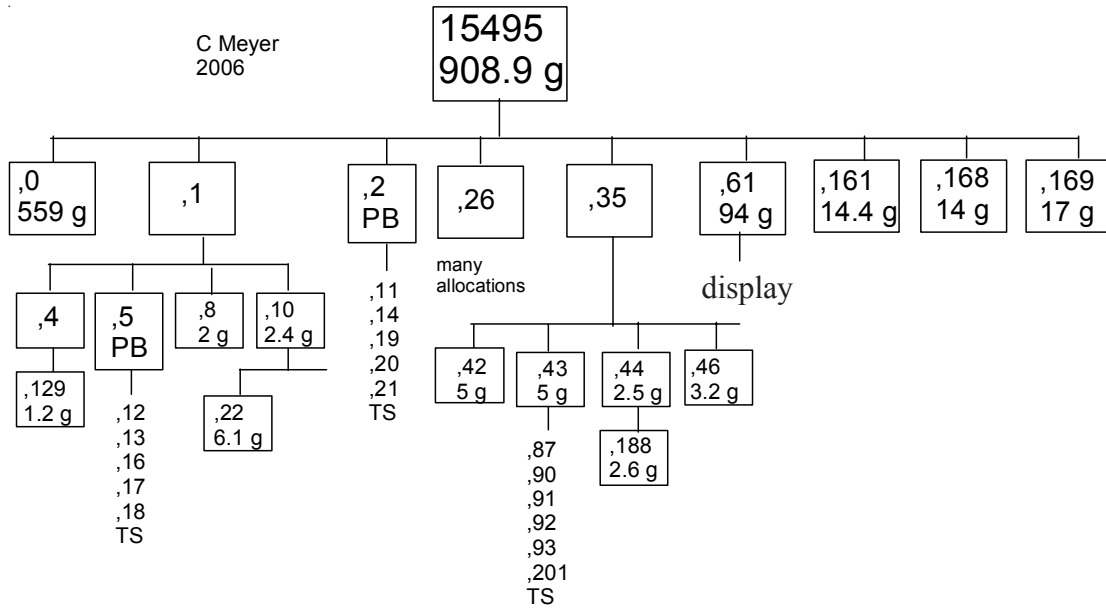 C Meyer
2006
15495
908.9 g
,0
559 g
,1
,2
PB
,26
,35
,61
94 g
,161
14.4 g
,168
14 g
,169
17 g
many
allocations
display
,4
,5
PB
,8
2 g
,10
2.4 g
,11
,14
,19
,20
,21
TS
,42
5 g
,43
5 g
,44
2.5 g
,46
3.2 g
,129
1.2 g
,12
,13
,16
,17
,18
TS
,22
6.1 g
,87
,90
,91
,92
,93
,201
TS
,188
2.6 g